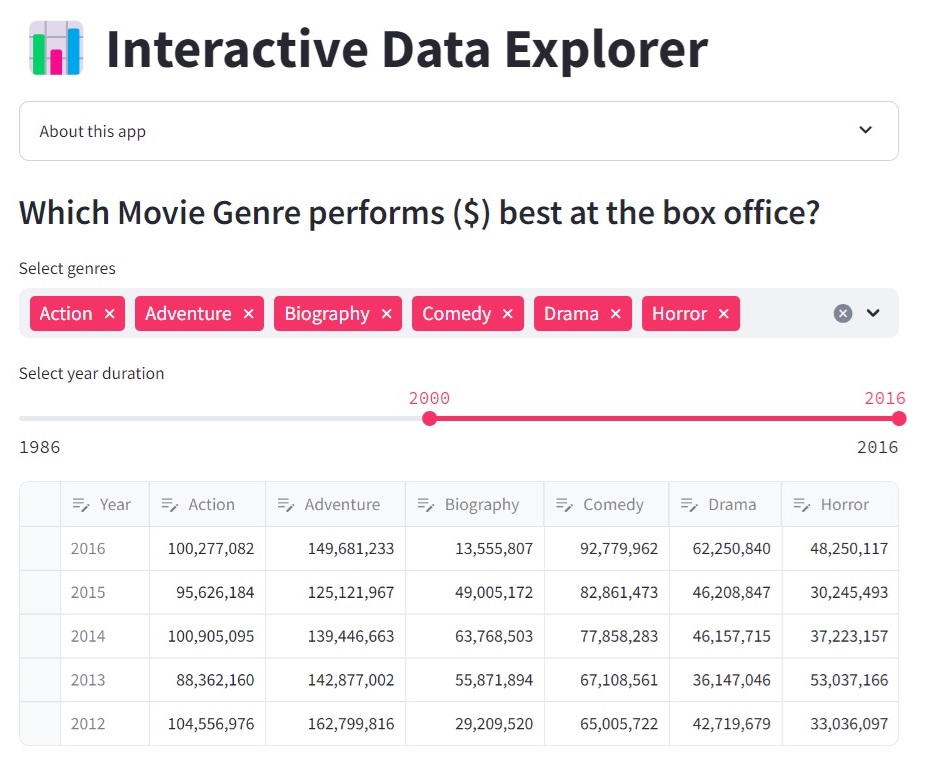 Interactive Data Explorer
About this app
Which Movie Genre performs ($) best at the box office?
Select genres
Action × Adventure × Biography × Comedy × Drama × Horror ×
Select year duration
2000 2016
1986 2016
Year Action Adventure Biography Comedy Drama Horror
2016 100,277,082 149,681,233 13,555,807 92,779,962 62,250,840 48,250,117
2015 95,626,184 125,121,967 49,005,172 82,861,473 46,208,847 30,245,493
2014 100,905,095 139,446,663 63,768,503 77,858,283 46,157,715 37,223,157
2013 88,362,160 142,877,002 55,871,894 67,108,561 36,147,046 53,037,166
2012 104,556,976 162,799,816 29,209,520 65,005,722 42,719,679 33,036,097